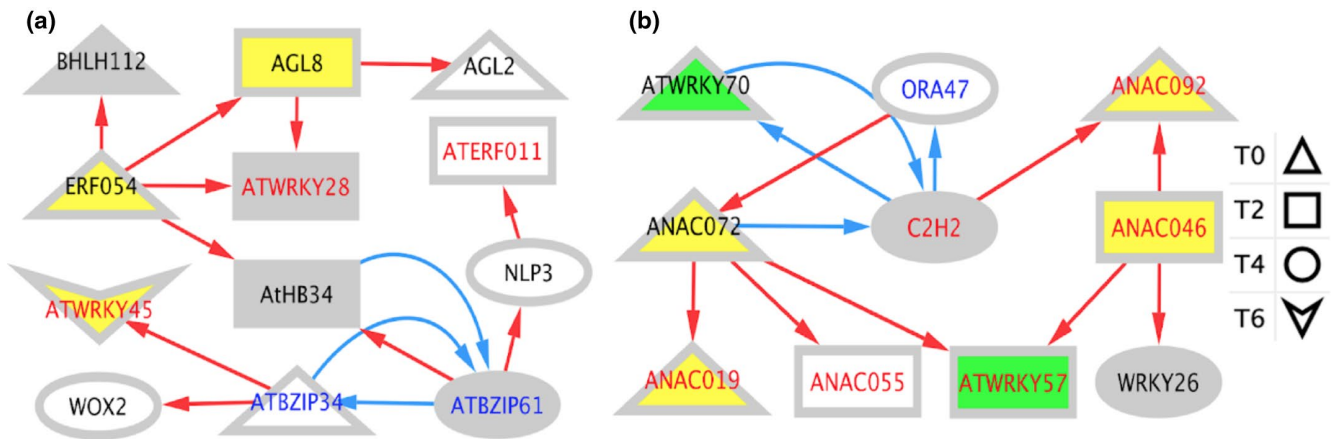 (a)
BHLH112
AGL8
AGL2
ATERF011
ERF054
ATWRKY28
NLP3
AtHB34
ATWRKY45
WOX2
ATBZIP34
ATBZIP61
(b)
ATWRKY70
ORA47
ANAC092
ANAC072
C2H2
ANAC046
ANAC019
ANAC055
ATWRKY57
WRKY26
T0
T2
T4
T6